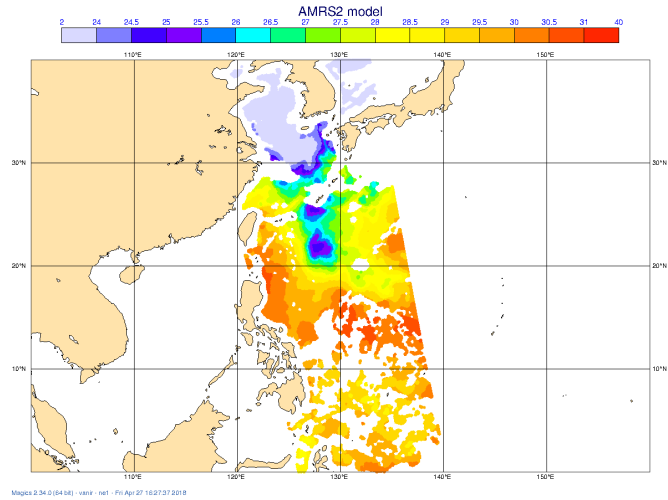 AMRS2 model
2 24 24.5 25 25.5 26 26.5 27 27.5 28 28.5 29 29.5 30 30.5 31 40
110°E 120°E 130°E 140°E 150°E
30°N 30°N
20°N 20°N
10°N 10°N
110°E 120°E 130°E 140°E 150°E
Magics 2.34.0 (64 bit) - vanir - ne1 - Fri Apr 27 16:27:37 2018